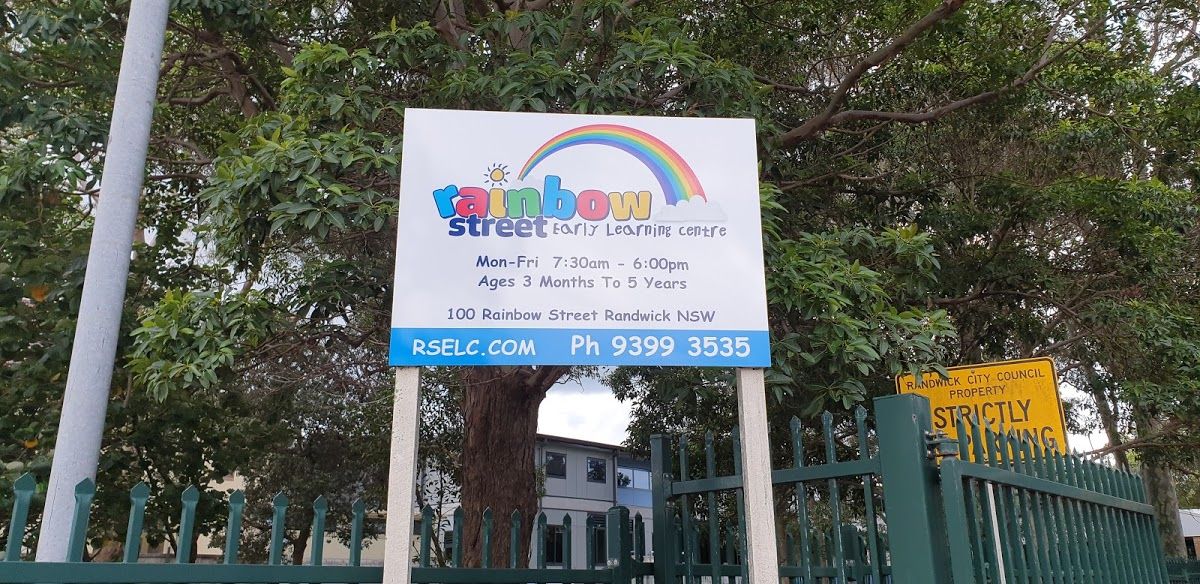 rainbow
street Early Learning centre
Mon-Fri 7:30am - 6:00pm
Ages 3 Months To 5 Years
100 Rainbow Street Randwick NSW
RSELC.COM Ph 9399 3535
RANDWICK CITY COUNCIL
PROPERTY
STRICTLY